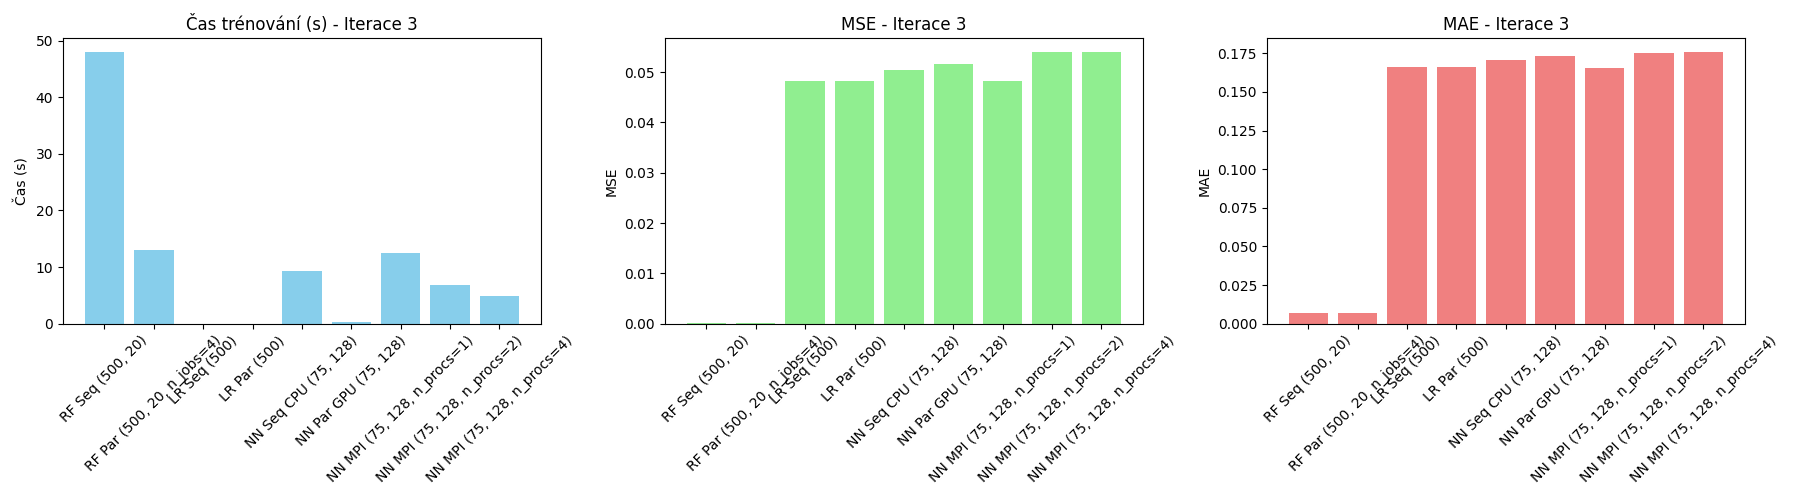 Čas trénování (s) - Iterace 3
Čas (s)
50
40
30
20
10
0
RF Seq (500, 20)
RF Par (500, 20, n_jobs=4)
LR Seq (500)
LR Par (500)
NN Seq CPU (75, 128)
NN Par GPU (75, 128)
NN MPI (75, 128, n_procs=1)
NN MPI (75, 128, n_procs=2)
NN MPI (75, 128, n_procs=4)
MSE - Iterace 3
MSE
0.05
0.04
0.03
0.02
0.01
0.00
RF Seq (500, 20)
RF Par (500, 20, n_jobs=4)
LR Seq (500)
LR Par (500)
NN Seq CPU (75, 128)
NN Par GPU (75, 128)
NN MPI (75, 128, n_procs=1)
NN MPI (75, 128, n_procs=2)
NN MPI (75, 128, n_procs=4)
MAE - Iterace 3
MAE
0.175
0.150
0.125
0.100
0.075
0.050
0.025
0.000
RF Seq (500, 20)
RF Par (500, 20, n_jobs=4)
LR Seq (500)
LR Par (500)
NN Seq CPU (75, 128)
NN Par GPU (75, 128)
NN MPI (75, 128, n_procs=1)
NN MPI (75, 128, n_procs=2)
NN MPI (75, 128, n_procs=4)